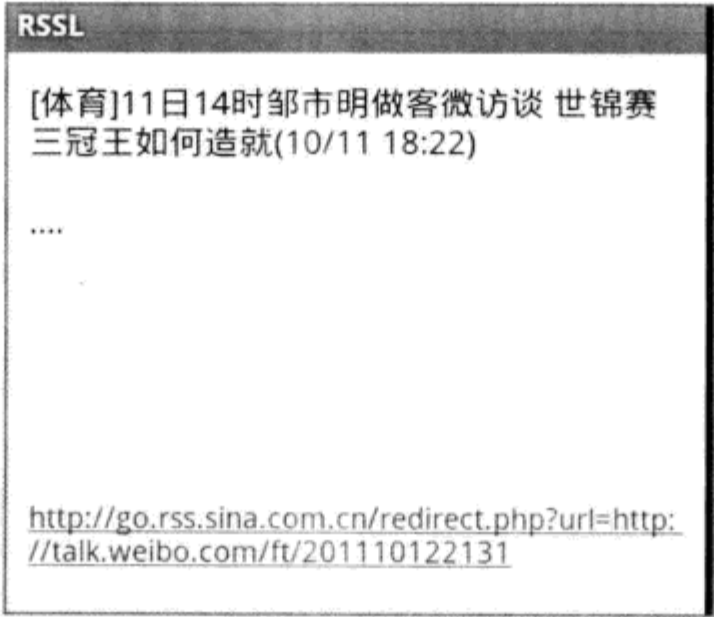 RSSL
[体育]11日14时邹市明做客微访谈 世锦赛
三冠王如何造就(10/11 18:22)
....
http://go.rss.sina.com.cn/redirect.php?url=http:
//talk.weibo.com/ft/201110122131